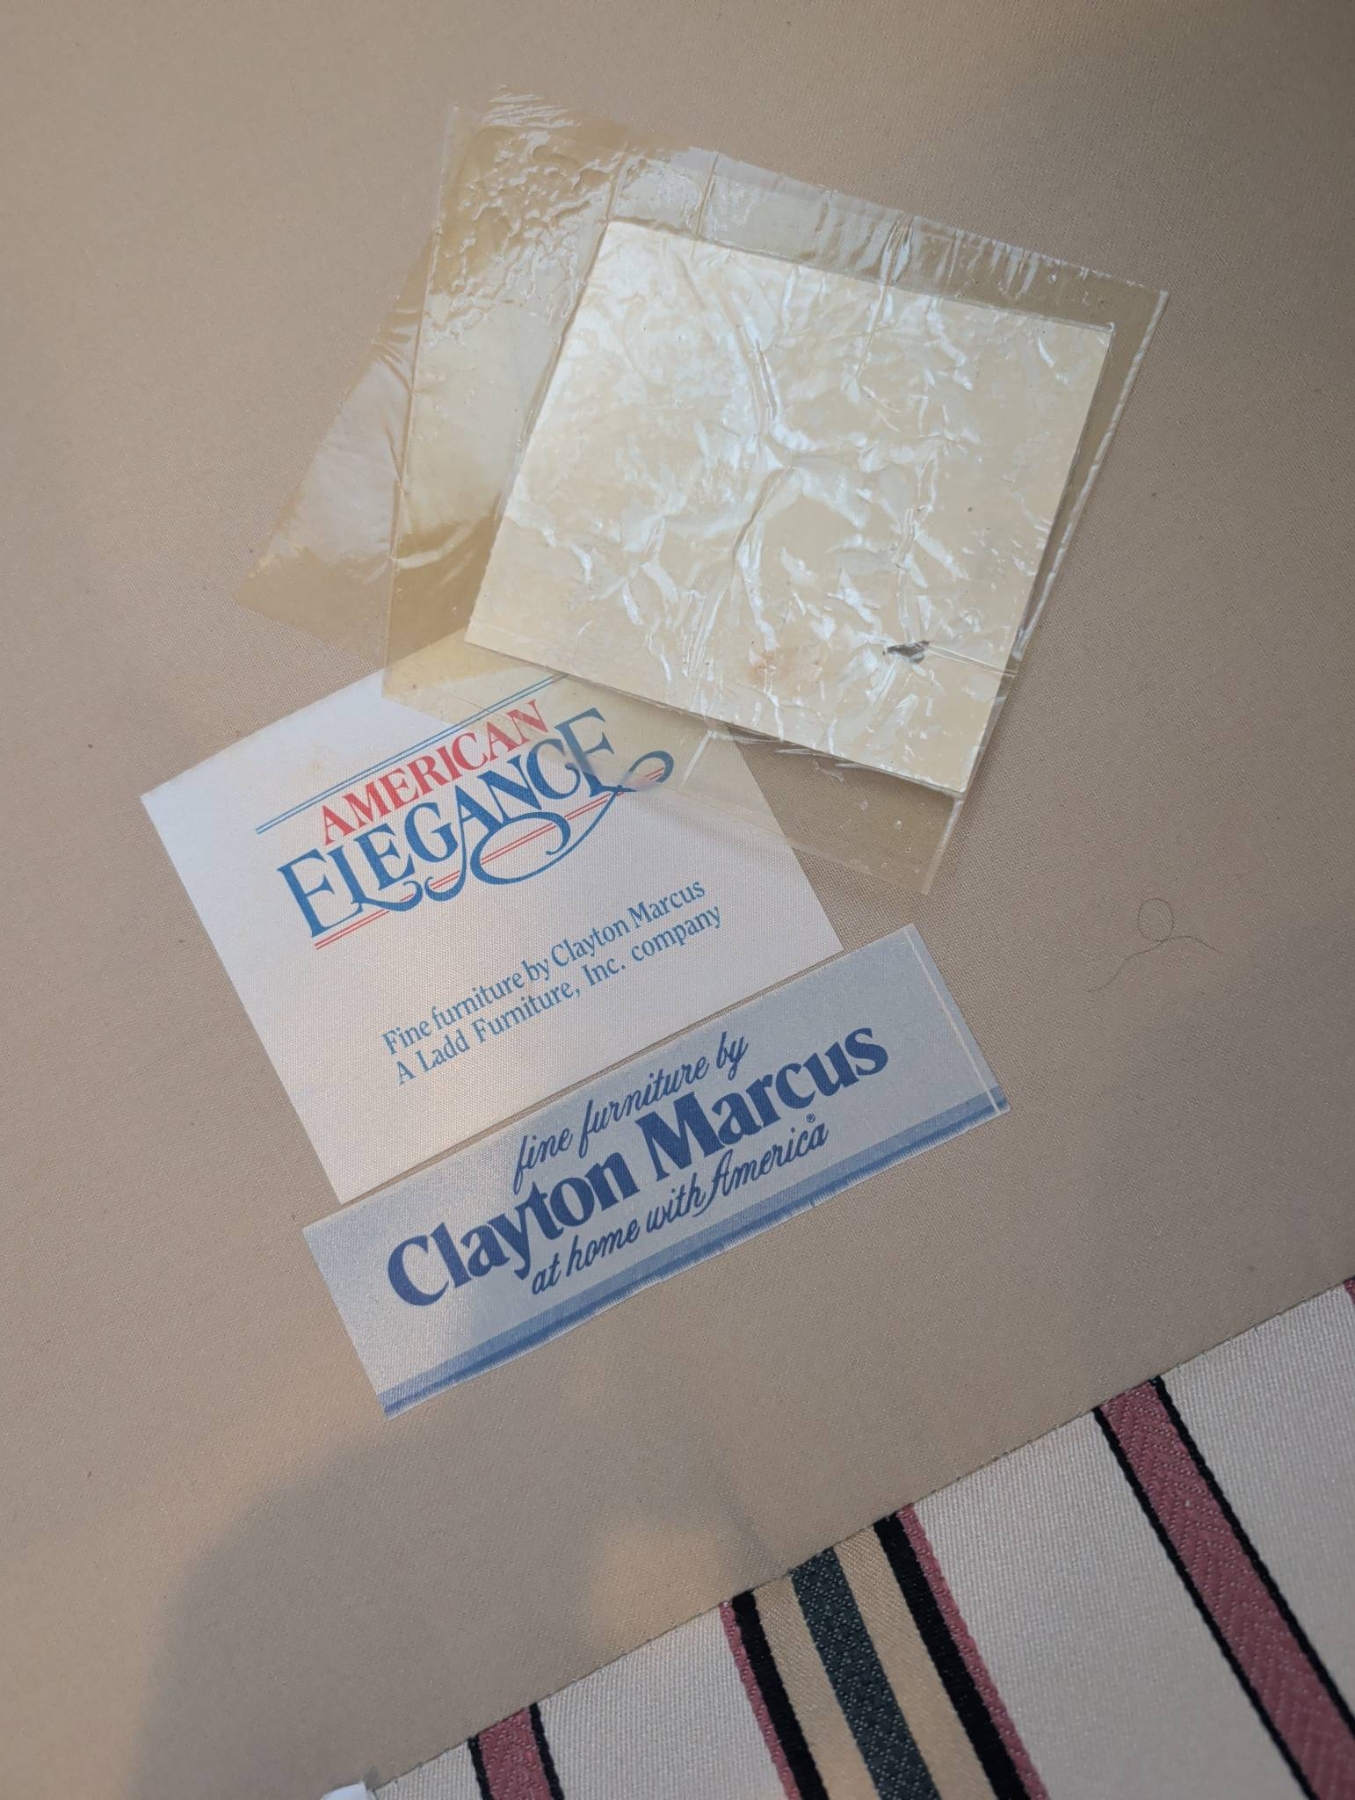 AMERICAN
ELEGANCE
Fine furniture by Clayton Marcus
A Ladd Furniture, Inc. company
fine furniture by
Clayton Marcus
at home with America®